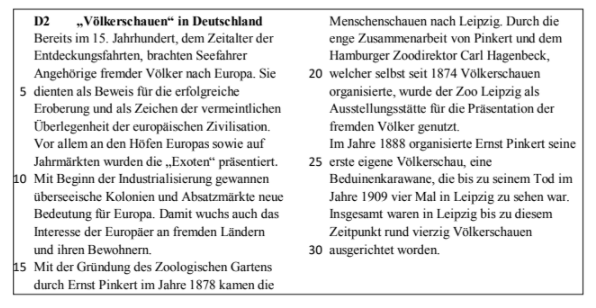 D2 „Völkerschauen“ in Deutschland
Bereits im 15. Jahrhundert, dem Zeitalter der
Entdeckungsfahrten, brachten Seefahrer
Angehörige fremder Völker nach Europa. Sie
5 dienten als Beweis für die erfolgreiche
Eroberung und als Zeichen der vermeintlichen
Überlegenheit der europäischen Zivilisation.
Vor allem an den Höfen Europas sowie auf
Jahrmärkten wurden die „Exoten“ präsentiert.
10 Mit Beginn der Industrialisierung gewannen
überseeische Kolonien und Absatzmärkte neue
Bedeutung für Europa. Damit wuchs auch das
Interesse der Europäer an fremden Ländern
und ihren Bewohnern.
15 Mit der Gründung des Zoologischen Gartens
durch Ernst Pinkert im Jahre 1878 kamen die
Menschenschauen nach Leipzig. Durch die
enge Zusammenarbeit von Pinkert und dem
Hamburger Zoodirektor Carl Hagenbeck,
20 welcher selbst seit 1874 Völkerschauen
organisierte, wurde der Zoo Leipzig als
Ausstellungsstätte für die Präsentation der
fremden Völker genutzt.
Im Jahre 1888 organisierte Ernst Pinkert seine
25 erste eigene Völkerschau, eine
Beduinenkarawane, die bis zu seinem Tod im
Jahre 1909 vier Mal in Leipzig zu sehen war.
Insgesamt waren in Leipzig bis zu diesem
Zeitpunkt rund vierzig Völkerschauen
30 ausgerichtet worden.